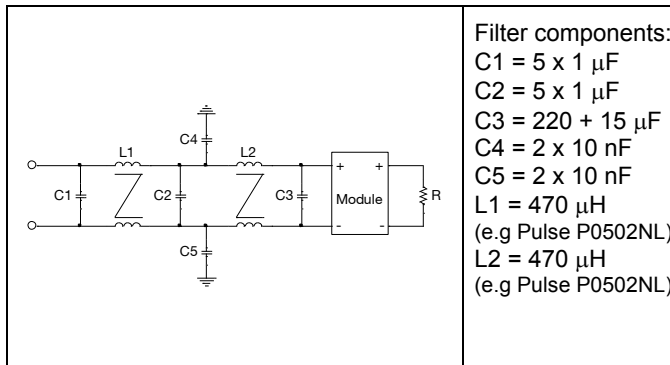 C4
L1
L2
C1
C2
C3
+
+
Module
-
-
R
C5
Filter components:
C1 = 5 x 1 μF
C2 = 5 x 1 μF
C3 = 220 + 15 μF
C4 = 2 x 10 nF
C5 = 2 x 10 nF
L1 = 470 μH
(e.g Pulse P0502NL)
L2 = 470 μH
(e.g Pulse P0502NL)